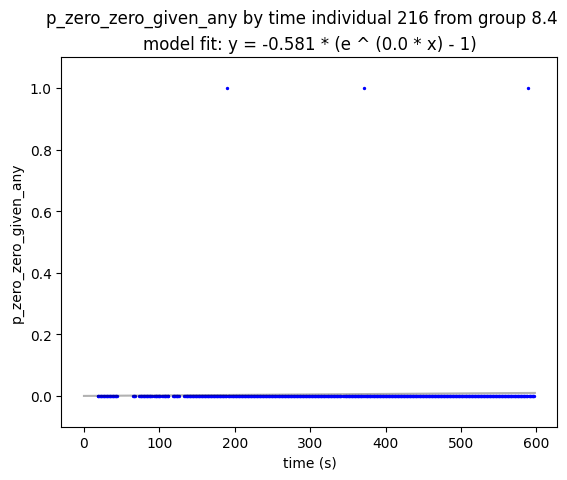 p_zero_zero_given_any by time individual 216 from group 8.4
model fit: y = -0.581 * (e ^ (0.0 * x) - 1)
1.0
0.8
0.6
0.4
0.2
0.0
p_zero_zero_given_any
0 100 200 300 400 500 600
time (s)